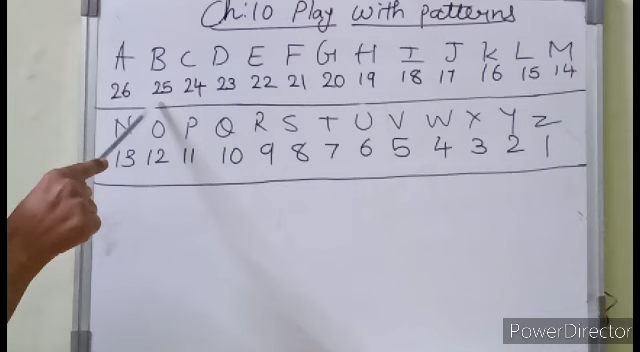 Ch:10 Play with patterns
A B C D E F G H I J K L M
26 25 24 23 22 21 20 19 18 17 16 15 14
N O P Q R S T U V W X Y Z
13 12 11 10 9 8 7 6 5 4 3 2 1
PowerDirector